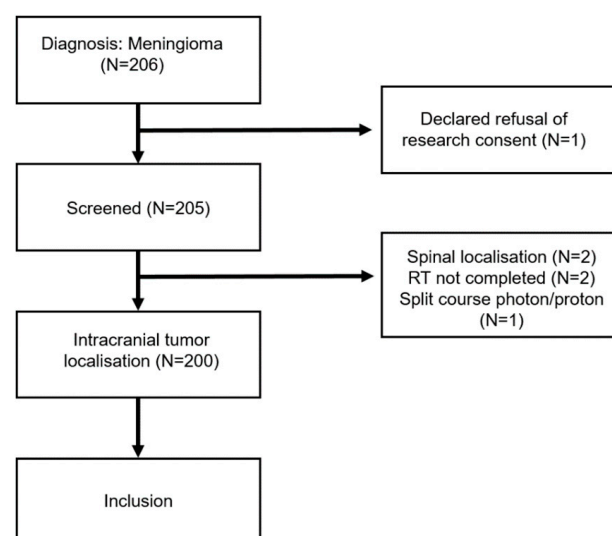 Diagnosis: Meningioma
(N=206)
Declared refusal of
research consent (N=1)
Screened (N=205)
Spinal localisation (N=2)
RT not completed (N=2)
Split course photon/proton
(N=1)
Intracranial tumor
localisation (N=200)
Inclusion